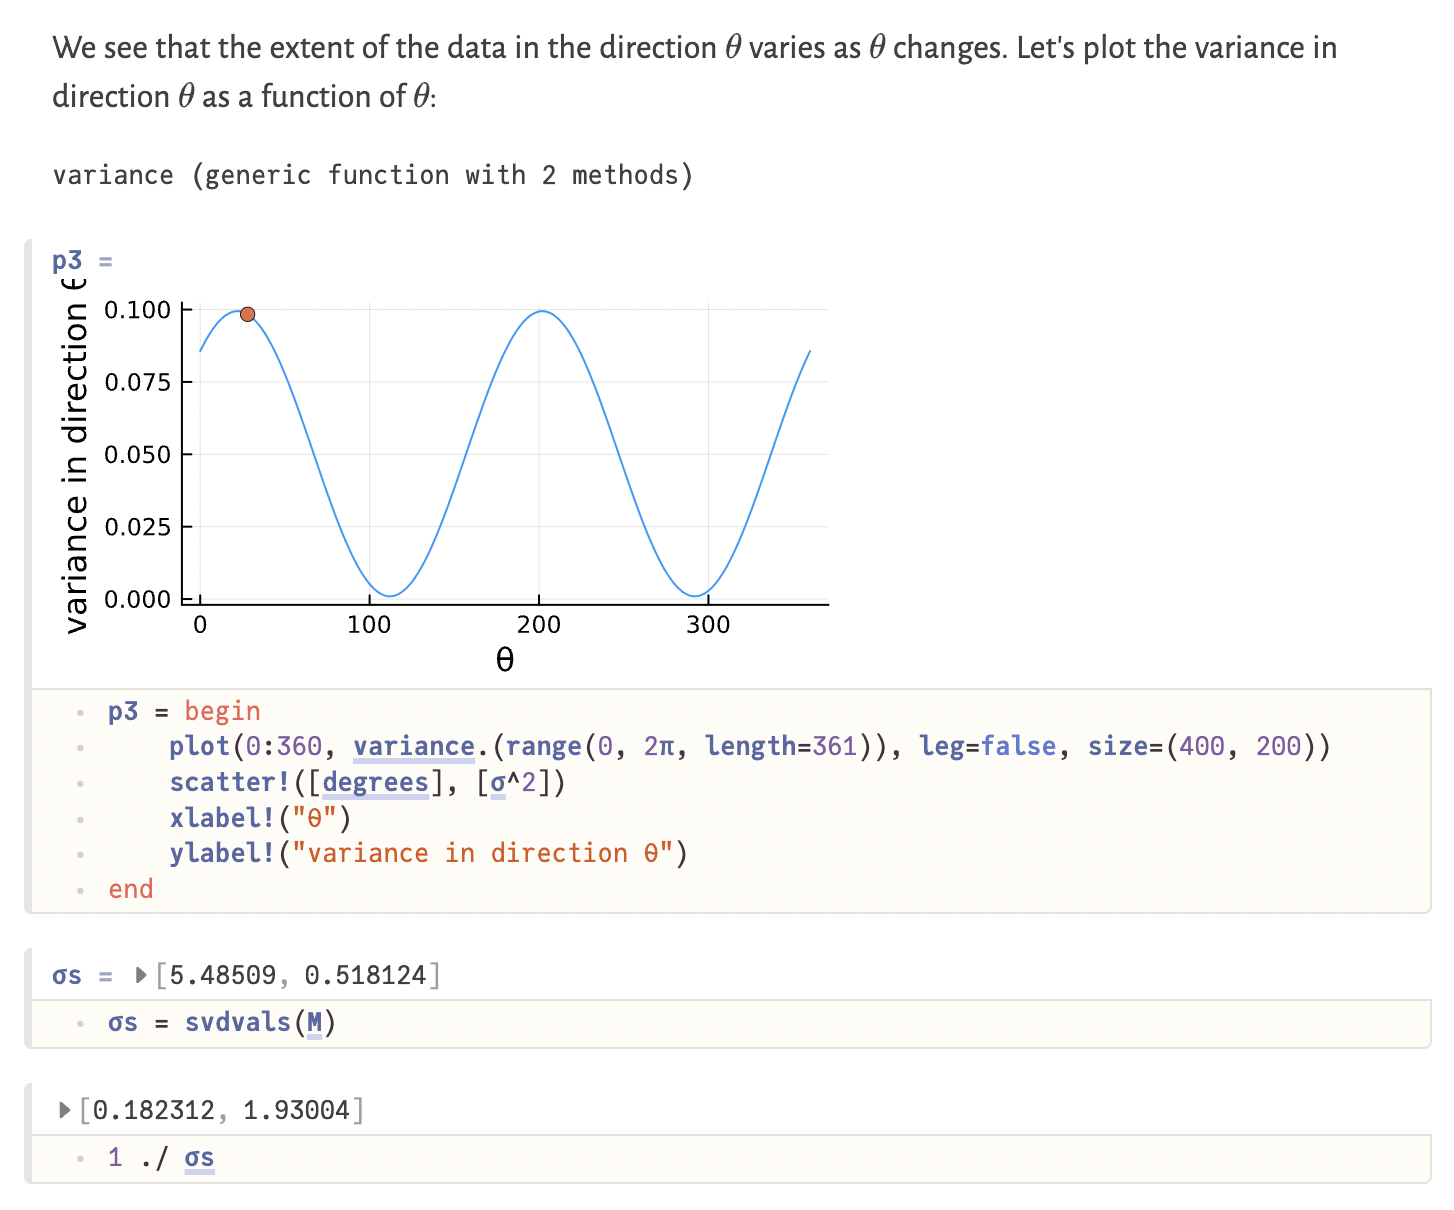 We see that the extent of the data in the direction θ varies as θ changes. Let's plot the variance in
direction θ as a function of θ:
variance (generic function with 2 methods)
p3 =
variance in direction θ
0.100
0.075
0.050
0.025
0.000
0 100 200 300
θ
p3 = begin
plot(0:360, variance.(range(0, 2π, length=361)), leg=false, size=(400, 200))
scatter!([degrees], [σ^2])
xlabel!("θ")
ylabel!("variance in direction θ")
end
σs = [5.48509, 0.518124]
σs = svdvals(M)
[0.182312, 1.93004]
1 ./ σs